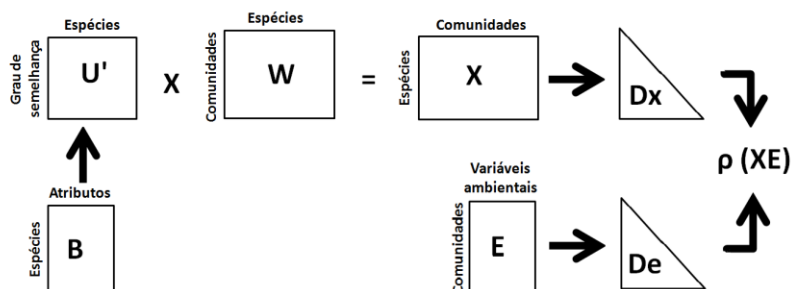 Espécies
Grau de
semelhança
U'
X
Espécies
Comunidades
W
=
Comunidades
Espécies
X
Dx
ρ (XE)
Atributos
Espécies
B
Variáveis
ambientais
Comunidades
E
De